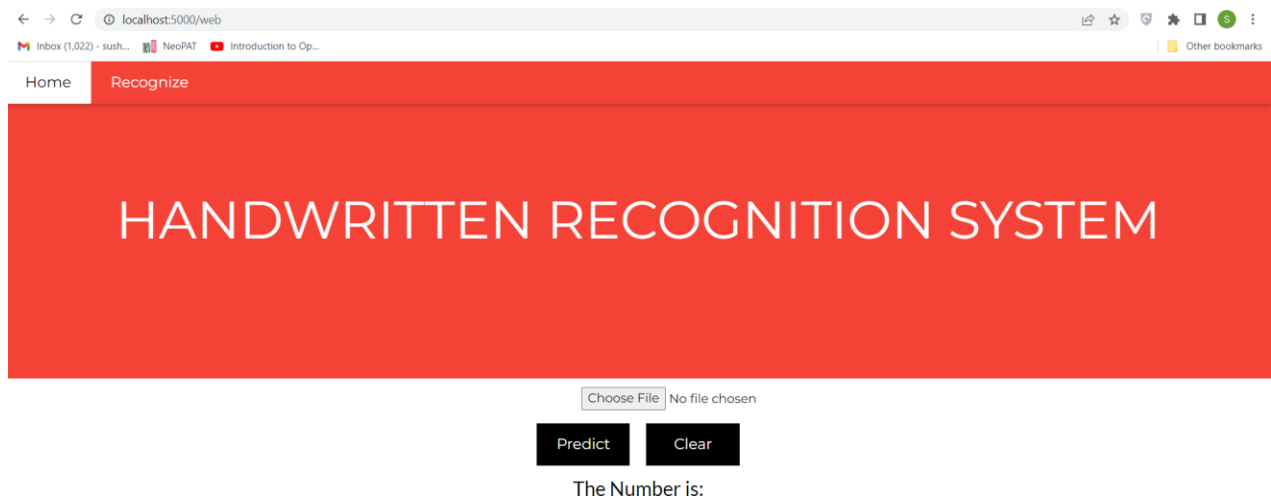 localhost:5000/web
Inbox (1,022) - sush... NeoPAT Introduction to Op... Other bookmarks
Home Recognize
HANDWRITTEN RECOGNITION SYSTEM
Choose File No file chosen
Predict Clear
The Number is: